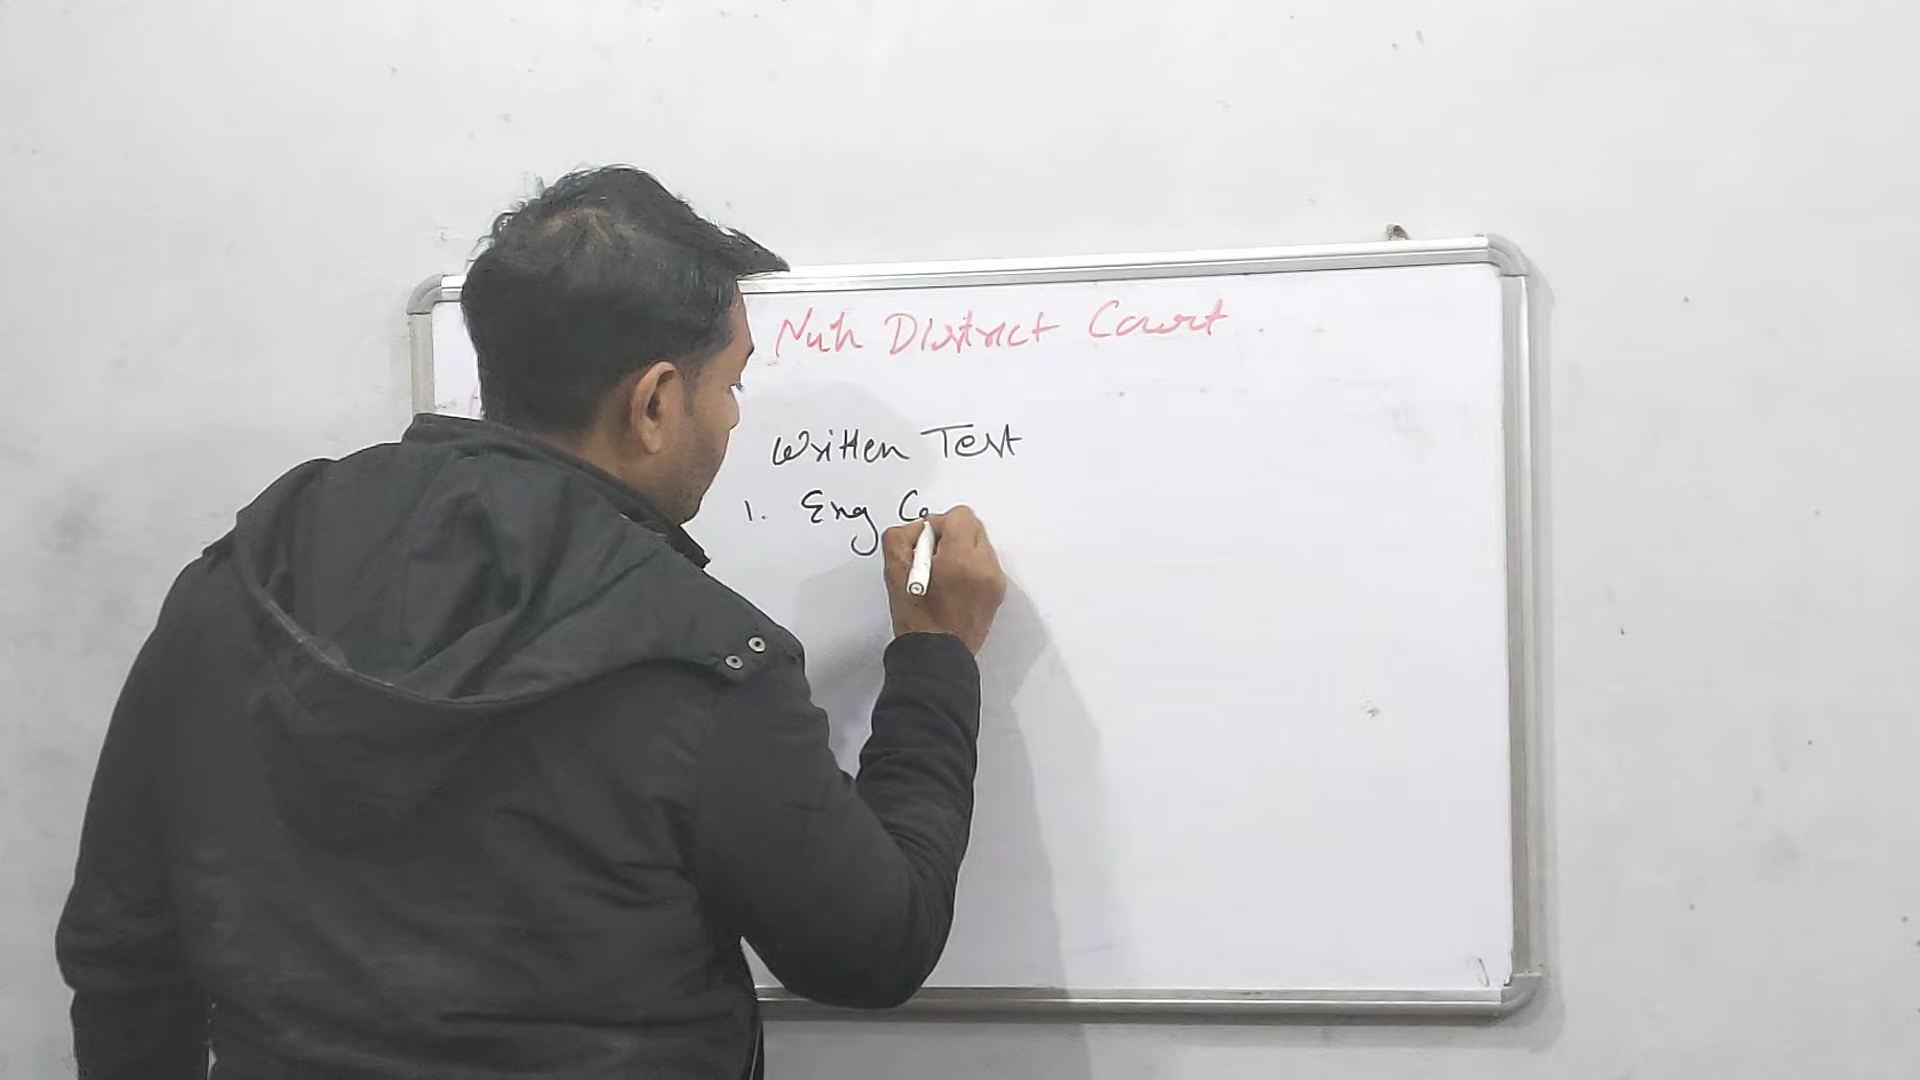 Nuh District Court
Written Test
1. Eng Co